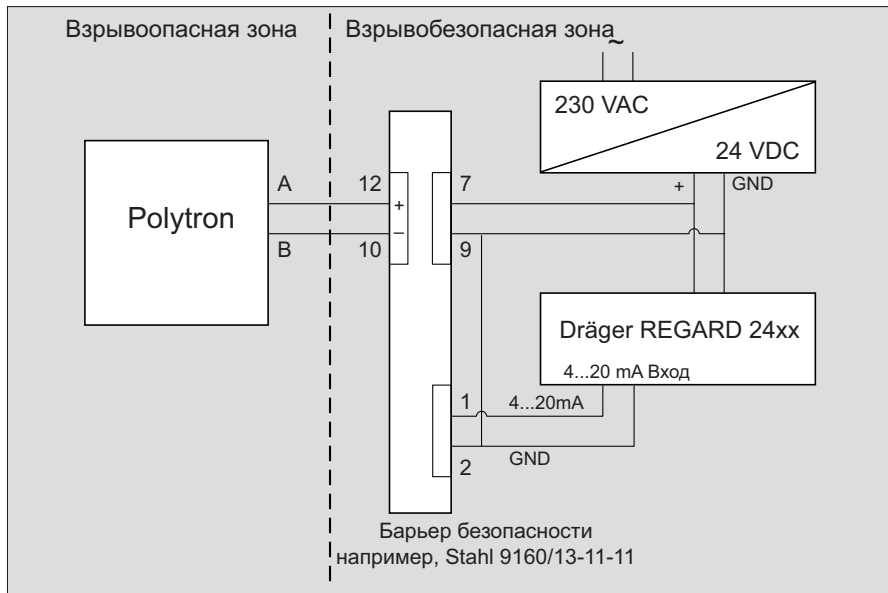 Взрывоопасная зона
Взрывобезопасная зона
~
230 VAC
24 VDC
+
GND
Polytron
A
B
12
+
–
10
7
9
Dräger REGARD 24xx
4...20 mA Вход
1
4...20mA
2
GND
Барьер безопасности
например, Stahl 9160/13-11-11